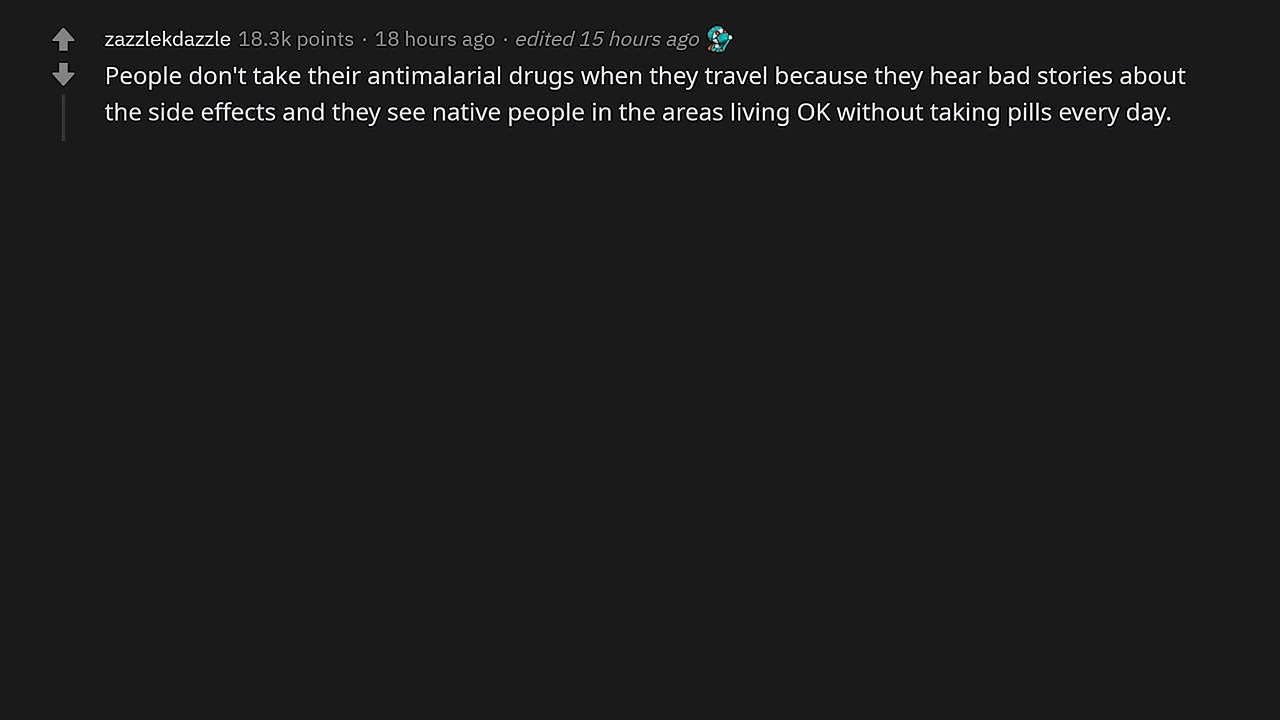 zazzlekdazzle 18.3k points · 18 hours ago · edited 15 hours ago
People don't take their antimalarial drugs when they travel because they hear bad stories about
the side effects and they see native people in the areas living OK without taking pills every day.